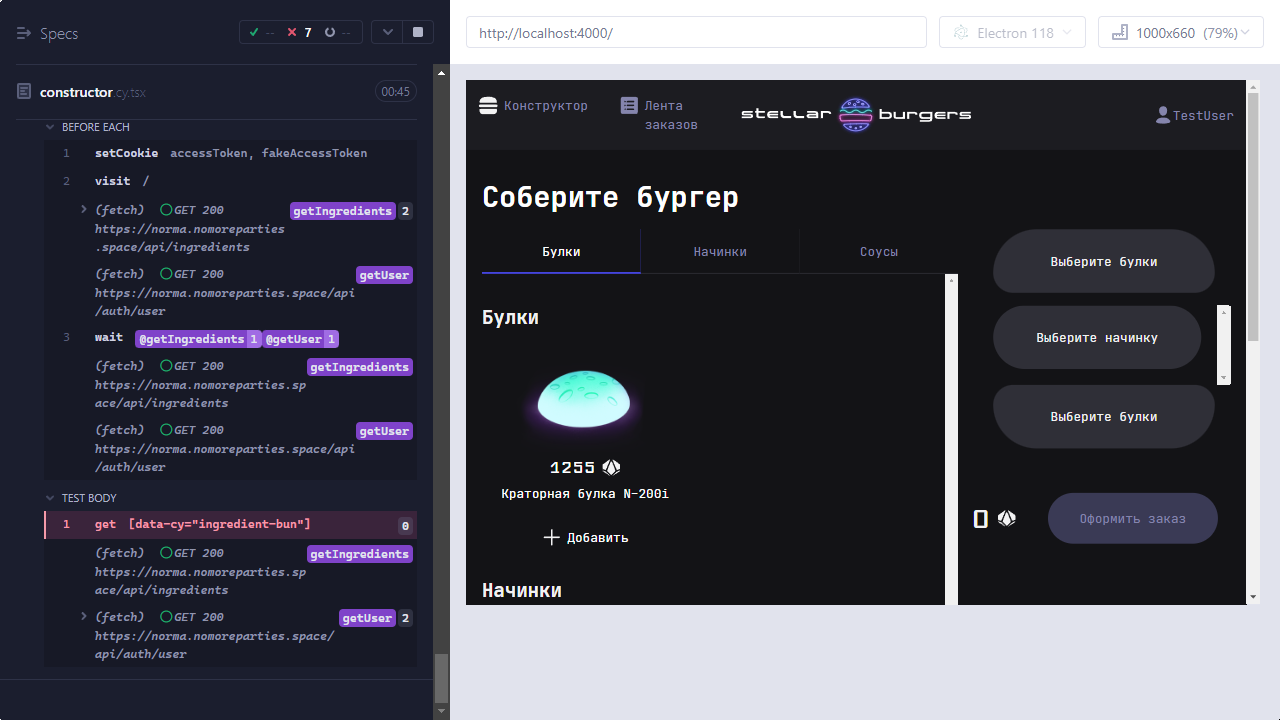 Specs
-- 7 --
constructor.cy.tsx 00:45
BEFORE EACH
1 setCookie accessToken, fakeAccessToken
2 visit /
(fetch) GET 200 getIngredients 2
https://norma.nomoreparties
.space/api/ingredients
(fetch) GET 200 getUser
https://norma.nomoreparties.space/api
/auth/user
3 wait @getIngredients 1 @getUser 1
(fetch) GET 200 getIngredients
https://norma.nomoreparties.sp
ace/api/ingredients
(fetch) GET 200 getUser
https://norma.nomoreparties.space/api
/auth/user
TEST BODY
1 get [data-cy="ingredient-bun"] 0
(fetch) GET 200 getIngredients
https://norma.nomoreparties.sp
ace/api/ingredients
(fetch) GET 200 getUser 2
https://norma.nomoreparties.space/
api/auth/user
http://localhost:4000/
Electron 118
1000x660 (79%)
Конструктор
Лента
заказов
stellar burgers
TestUser
Соберите бургер
Булки Начинки Соусы
Булки
1255
Краторная булка N-200i
Добавить
Начинки
Выберите булки
Выберите начинку
Выберите булки
0
Оформить заказ